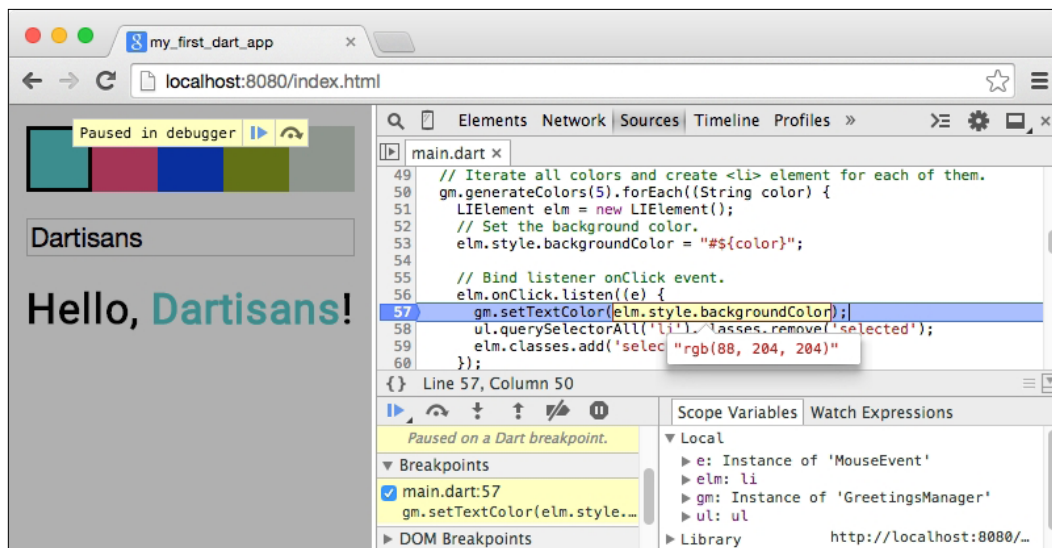 my_first_dart_app ×
localhost:8080/index.html
Paused in debugger
Dartisans
Hello, Dartisans!
Elements Network Sources Timeline Profiles »
main.dart ×
49 // Iterate all colors and create <li> element for each of them.
50 gm.generateColors(5).forEach((String color) {
51 LIElement elm = new LIElement();
52 // Set the background color.
53 elm.style.backgroundColor = "#${color}";
54
55 // Bind listener onClick event.
56 elm.onClick.listen((e) {
57 gm.setTextColor(elm.style.backgroundColor);
58 ul.querySelectorAll('li').classes.remove('selected');
59 elm.classes.add('selec
"rgb(88, 204, 204)"
60 });
{} Line 57, Column 50
Paused on a Dart breakpoint.
Breakpoints
main.dart:57
gm.setTextColor(elm.style.…
DOM Breakpoints
Scope Variables Watch Expressions
Local
e: Instance of 'MouseEvent'
elm: li
gm: Instance of 'GreetingsManager'
ul: ul
Library http://localhost:8080/…